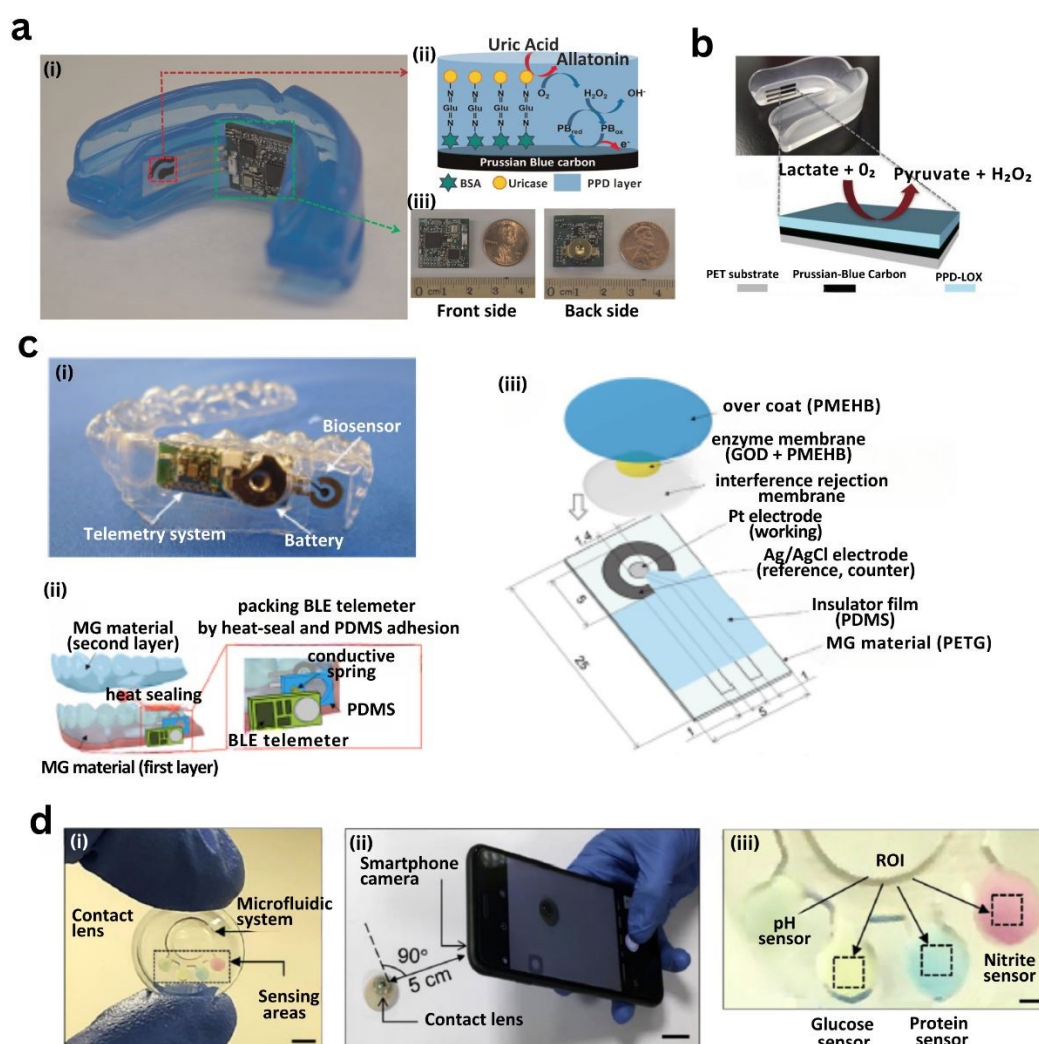 a
(i)
(ii)
Uric Acid
Allatonin
O₂
H₂O₂
OH⁻
N
Glu
N
N
Glu
N
N
Glu
N
N
Glu
N
PBred
PBox
e⁻
Prussian Blue carbon
BSA
Uricase
PPD layer
(iii)
0 cm 1 2 3 4
0 cm 1 2 3 4
Front side
Back side
b
Lactate + 0₂
Pyruvate + H₂O₂
PET substrate
Prussian-Blue Carbon
PPD-LOX
c
(i)
Biosensor
Telemetry system
Battery
(ii)
MG material
(second layer)
heat sealing
MG material (first layer)
packing BLE telemeter
by heat-seal and PDMS adhesion
conductive
spring
PDMS
BLE telemeter
(iii)
over coat (PMEHB)
enzyme membrane
(GOD + PMEHB)
interference rejection
membrane
Pt electrode
(working)
Ag/AgCl electrode
(reference, counter)
Insulator film
(PDMS)
MG material (PETG)
1.4
5
25
1
5
1
d
(i)
Contact
lens
Microfluidic
system
Sensing
areas
(ii)
Smartphone
camera
90°
5 cm
Contact lens
(iii)
ROI
pH
sensor
Nitrite
sensor
Glucose
sensor
Protein
sensor